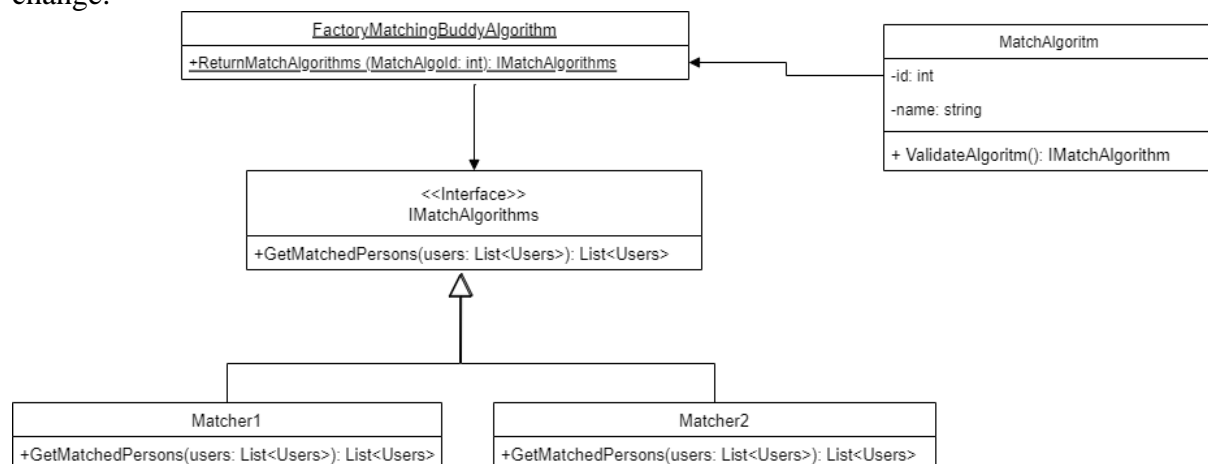 change.
FactoryMatchingBuddyAlgorithm
+ReturnMatchAlgorithms (MatchAlgoId: int): IMatchAlgorithms
MatchAlgoritm
-id: int
-name: string
+ ValidateAlgoritm(): IMatchAlgorithm
<<Interface>>
IMatchAlgorithms
+GetMatchedPersons(users: List<Users>): List<Users>
Matcher1
+GetMatchedPersons(users: List<Users>): List<Users>
Matcher2
+GetMatchedPersons(users: List<Users>): List<Users>